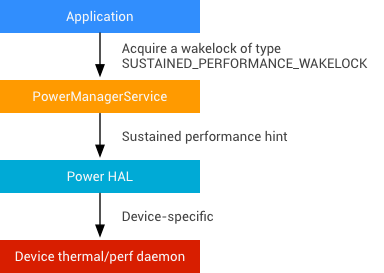 Application
Acquire a wakelock of type
SUSTAINED_PERFORMANCE_WAKELOCK
PowerManagerService
Sustained performance hint
Power HAL
Device-specific
Device thermal/perf daemon